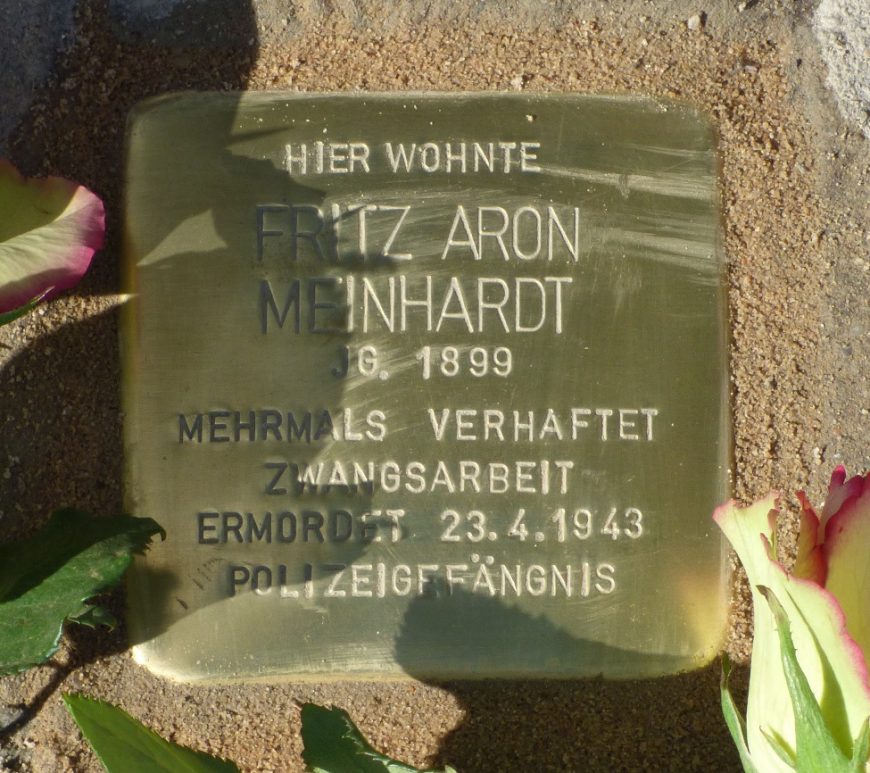 HIER WOHNTE
FRITZ ARON
MEINHARDT
JG. 1899
MEHRMALS VERHAFTET
ZWANGSARBEIT
ERMORDET 23.4.1943
POLIZEIGEFÄNGNIS